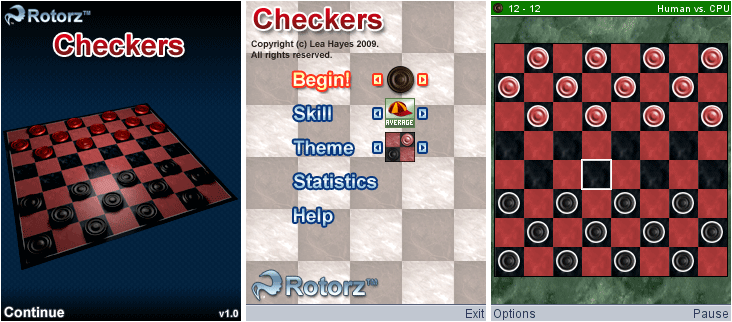 Rotorz™
Checkers
Continue
v1.0
Checkers
Copyright (c) Lea Hayes 2009.
All rights reserved.
Begin!
Skill
AVERAGE
Theme
Statistics
Help
Rotorz™
Exit
12 - 12
Human vs. CPU
Options
Pause